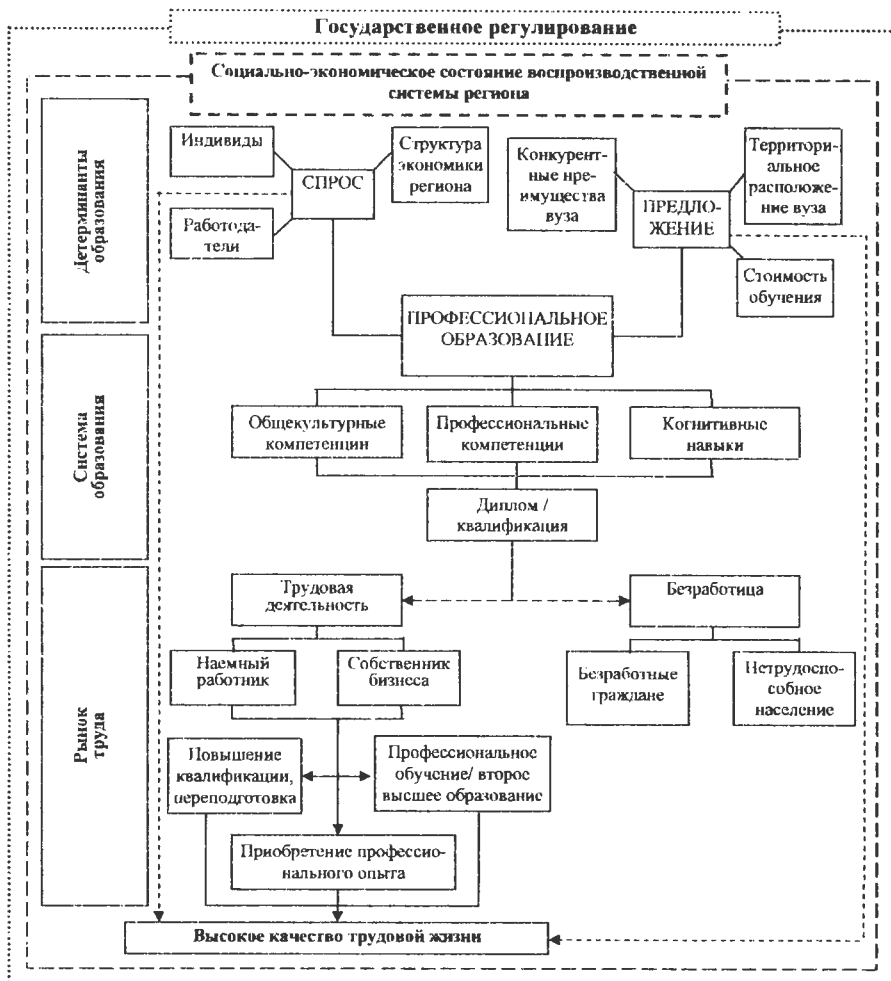 Государственное регулирование
Социально-экономическое состояние воспроизводственной
системы региона
Детерминанты
образования
Индивиды
СПРОС
Структура
экономики
региона
Работода-
тели
Конкурент-
ные пре-
имущества
вуза
ПРЕДЛО-
ЖЕНИЕ
Территори-
альное
расположе-
ние вуза
Стоимость
обучения
ПРОФЕССИОНАЛЬНОЕ
ОБРАЗОВАНИЕ
Система
образования
Общекультурные
компетенции
Профессиональные
компетенции
Когнитивные
навыки
Диплом /
квалификация
Рынок
труда
Трудовая
деятельность
Безработица
Наемный
работник
Собственник
бизнеса
Безработные
граждане
Нетрудоспо-
собное
население
Повышение
квалификации,
переподготовка
Профессиональное
обучение/ второе
высшее образование
Приобретение профессио-
нального опыта
Высокое качество трудовой жизни